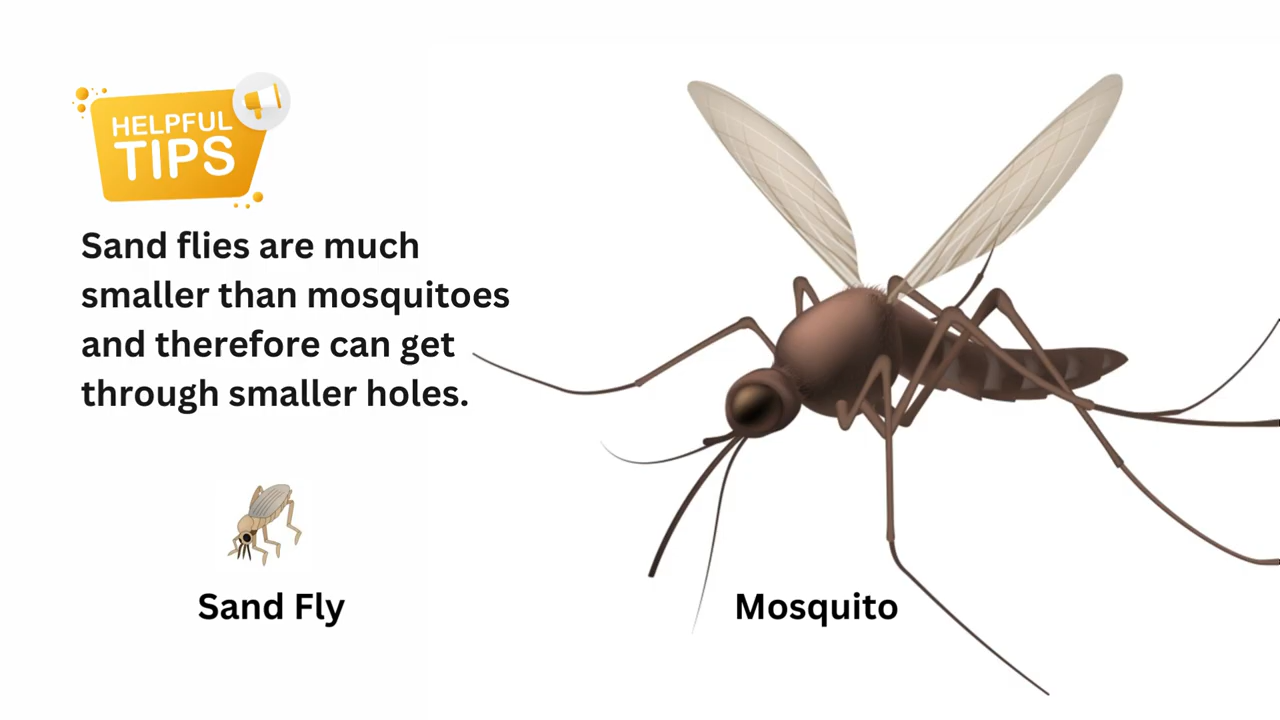 HELPFUL
TIPS
Sand flies are much
smaller than mosquitoes
and therefore can get
through smaller holes.
Sand Fly
Mosquito